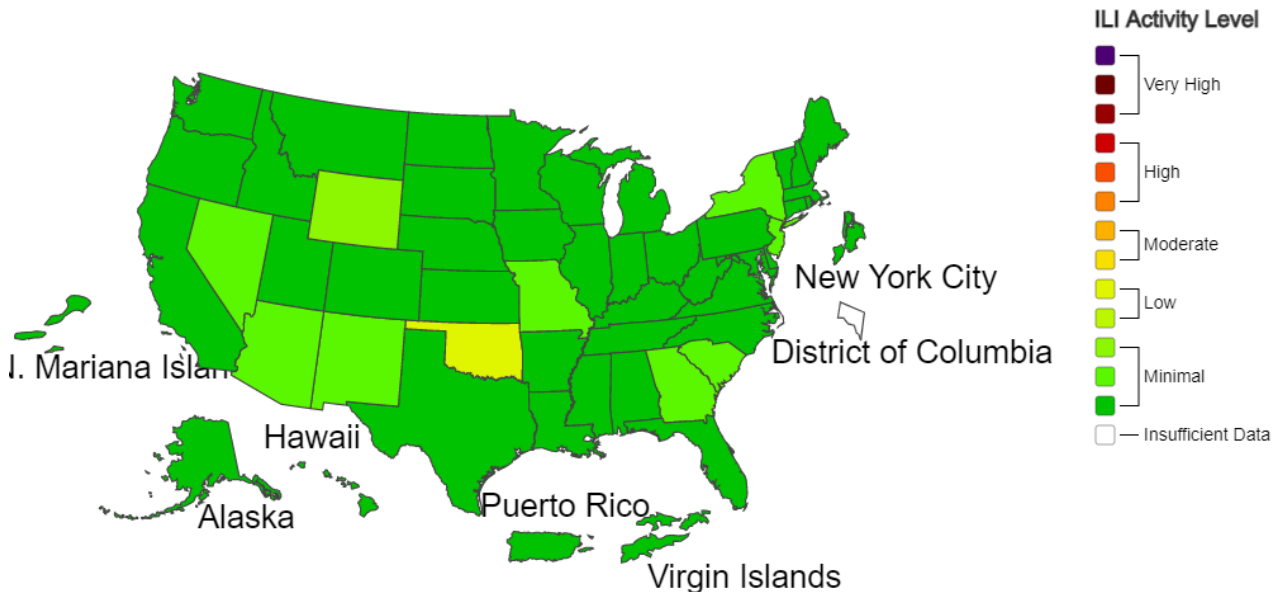 ILI Activity Level
Very High
High
Moderate
Low
Minimal
Insufficient Data
New York City
District of Columbia
N. Mariana Islan
Hawaii
Alaska
Puerto Rico
Virgin Islands